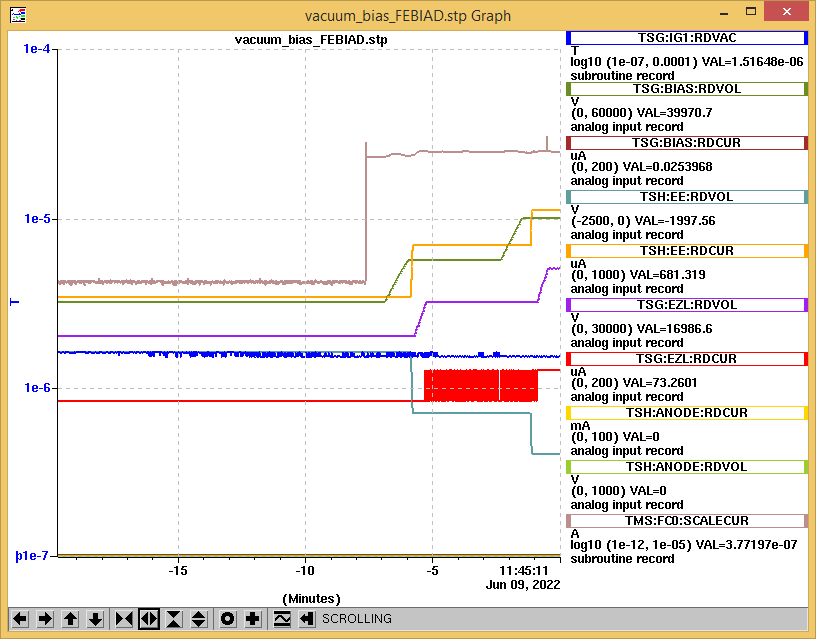 vacuum_bias_FEBIAD.stp Graph
vacuum_bias_FEBIAD.stp
1e-4
1e-5
T
1e-6
1e-7
-15
-10
-5
11:45:11
Jun 09, 2022
(Minutes)
TSG:IG1:RDVAC
T
log10 (1e-07, 0.0001) VAL=1.51648e-06
subroutine record
TSG:BIAS:RDVOL
V
(0, 60000) VAL=39970.7
analog input record
TSG:BIAS:RDCUR
uA
(0, 200) VAL=0.0253968
analog input record
TSH:EE:RDVOL
V
(-2500, 0) VAL=-1997.56
analog input record
TSH:EE:RDCUR
uA
(0, 1000) VAL=681.319
analog input record
TSG:EZL:RDVOL
V
(0, 30000) VAL=16986.6
analog input record
TSG:EZL:RDCUR
uA
(0, 200) VAL=73.2601
analog input record
TSH:ANODE:RDCUR
mA
(0, 100) VAL=0
analog input record
TSH:ANODE:RDVOL
V
(0, 1000) VAL=0
analog input record
TMS:FC0:SCALECUR
A
log10 (1e-12, 1e-05) VAL=3.77197e-07
subroutine record
SCROLLING